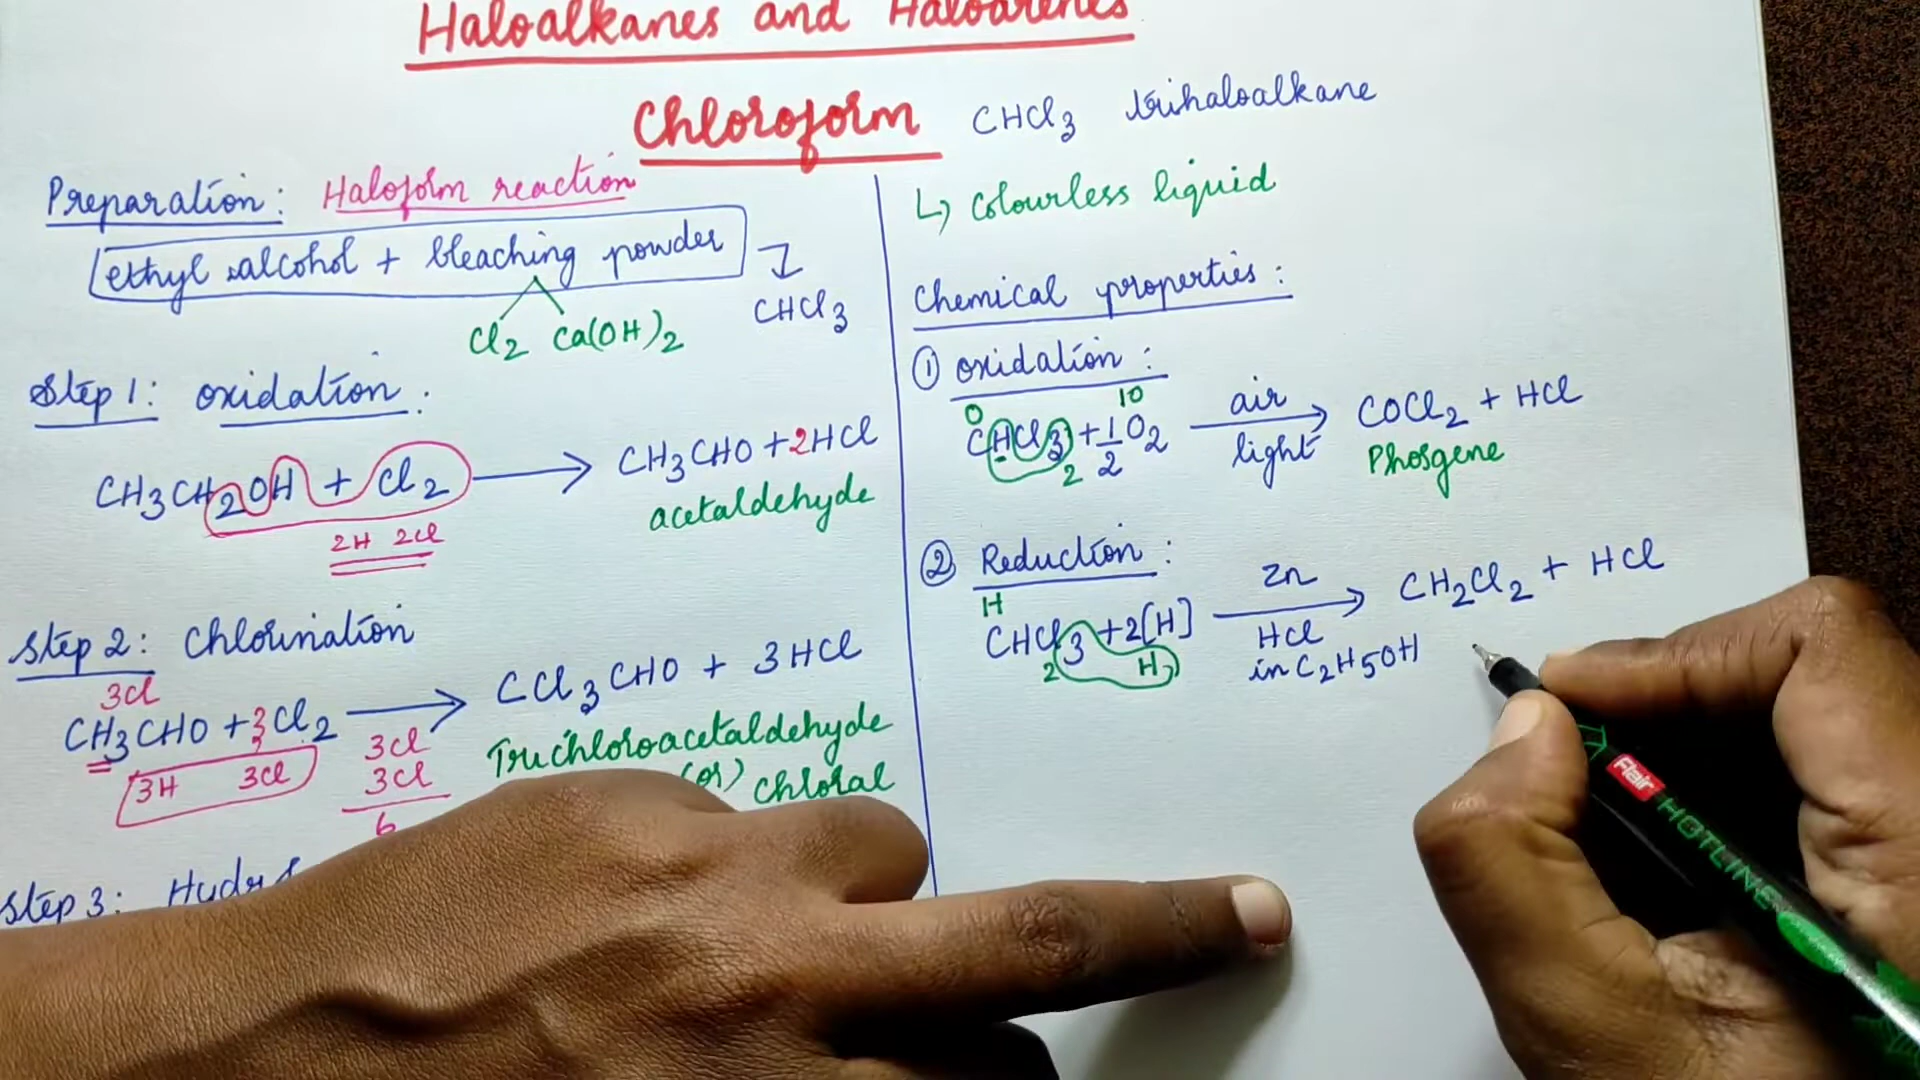 Haloalkanes and Haloarenes
Chloroform CHCl3 trihaloalkane
Preparation: Haloform reaction
ethyl alcohol + bleaching powder
Cl2 Ca(OH)2
CHCl3
Step 1: oxidation:
CH3CH2OH + Cl2 → CH3CHO + 2HCl
2H 2Cl
acetaldehyde
Step 2: Chlorination
3Cl
CH3CHO + 3Cl2 → CCl3CHO + 3HCl
3H 3Cl
3Cl
3Cl
6
Trichloroacetaldehyde
(or) chloral
Step 3:
↳ Colourless liquid
Chemical properties:
① oxidation:
O 1O
CHCl3 + 1/2 O2 air light → COCl2 + HCl
2
Phosgene
② Reduction:
H
CHCl3 + 2[H] Zn → CH2Cl2 + HCl
2 H
HCl
in C2H5OH
Flair HOTLINE